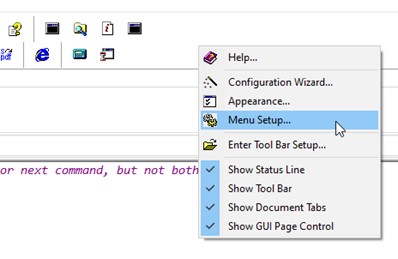 pdf
Help...
Configuration Wizard...
Appearance...
Menu Setup...
Enter Tool Bar Setup...
or next command, but not both
Show Status Line
Show Tool Bar
Show Document Tabs
Show GUI Page Control